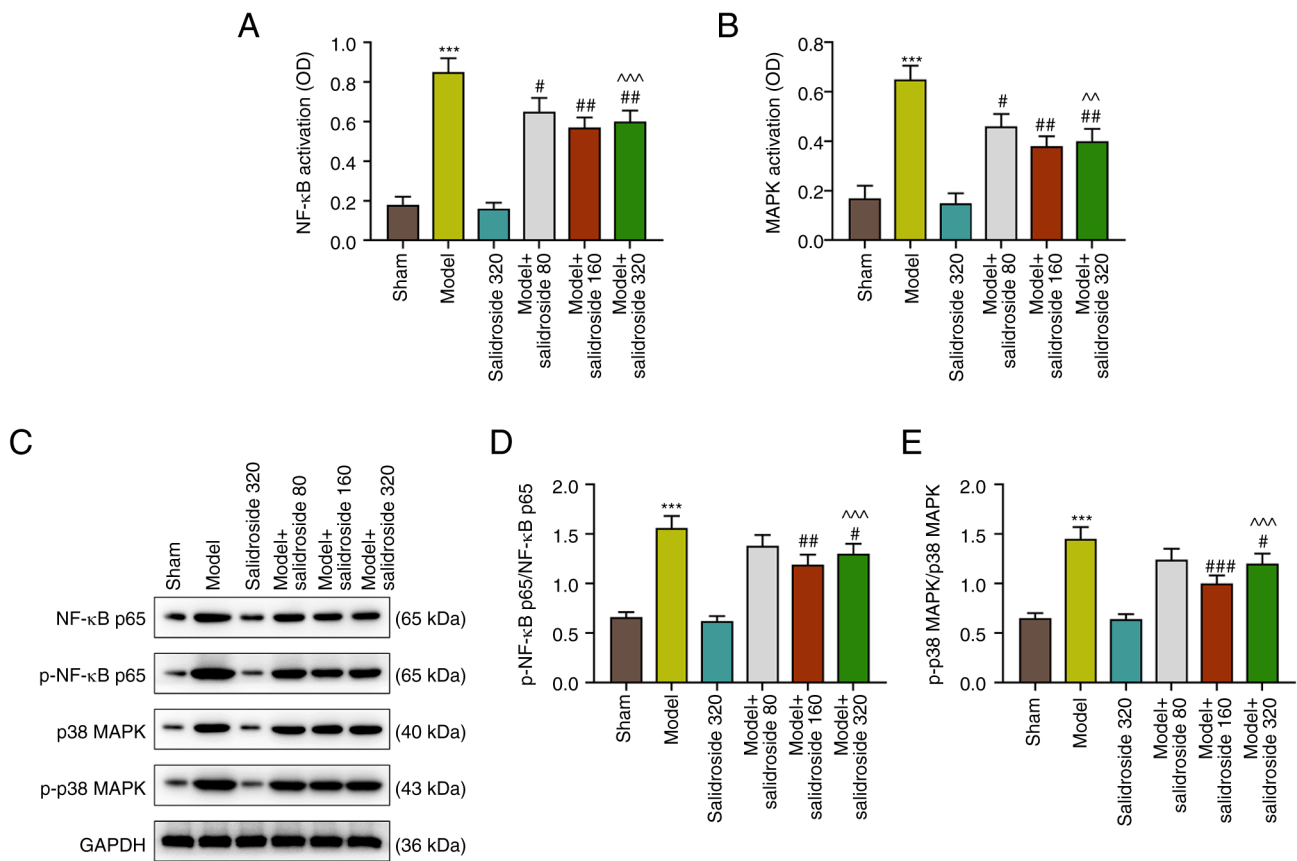 A
NF-κB activation (OD)
1.0
0.8
0.6
0.4
0.2
0.0
***
#
##
^^^
##
Sham
Model
Salidroside 320
Model+
salidroside 80
Model+
salidroside 160
Model+
salidroside 320
B
MAPK activation (OD)
0.8
0.6
0.4
0.2
0.0
***
#
##
^^
##
Sham
Model
Salidroside 320
Model+
salidroside 80
Model+
salidroside 160
Model+
salidroside 320
C
Sham
Model
Salidroside 320
Model+
salidroside 80
Model+
salidroside 160
Model+
salidroside 320
NF-κB p65 (65 kDa)
p-NF-κB p65 (65 kDa)
p38 MAPK (40 kDa)
p-p38 MAPK (43 kDa)
GAPDH (36 kDa)
D
p-NF-κB p65/NF-κB p65
2.0
1.5
1.0
0.5
0.0
***
##
^^^
#
Sham
Model
Salidroside 320
Model+
salidroside 80
Model+
salidroside 160
Model+
salidroside 320
E
p-p38 MAPK/p38 MAPK
2.0
1.5
1.0
0.5
0.0
***
###
^^^
#
Sham
Model
Salidroside 320
Model+
salidroside 80
Model+
salidroside 160
Model+
salidroside 320